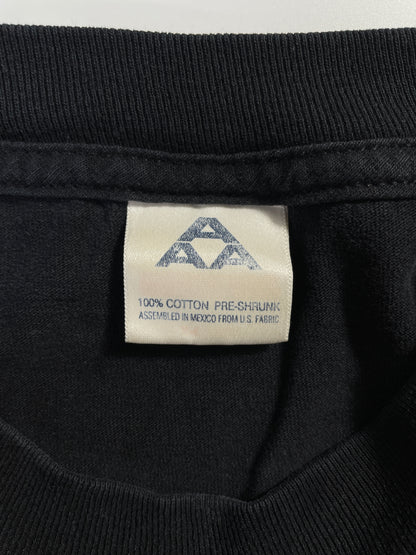 A
A A
100% COTTON PRE-SHRUNK
ASSEMBLED IN MEXICO FROM U.S. FABRIC